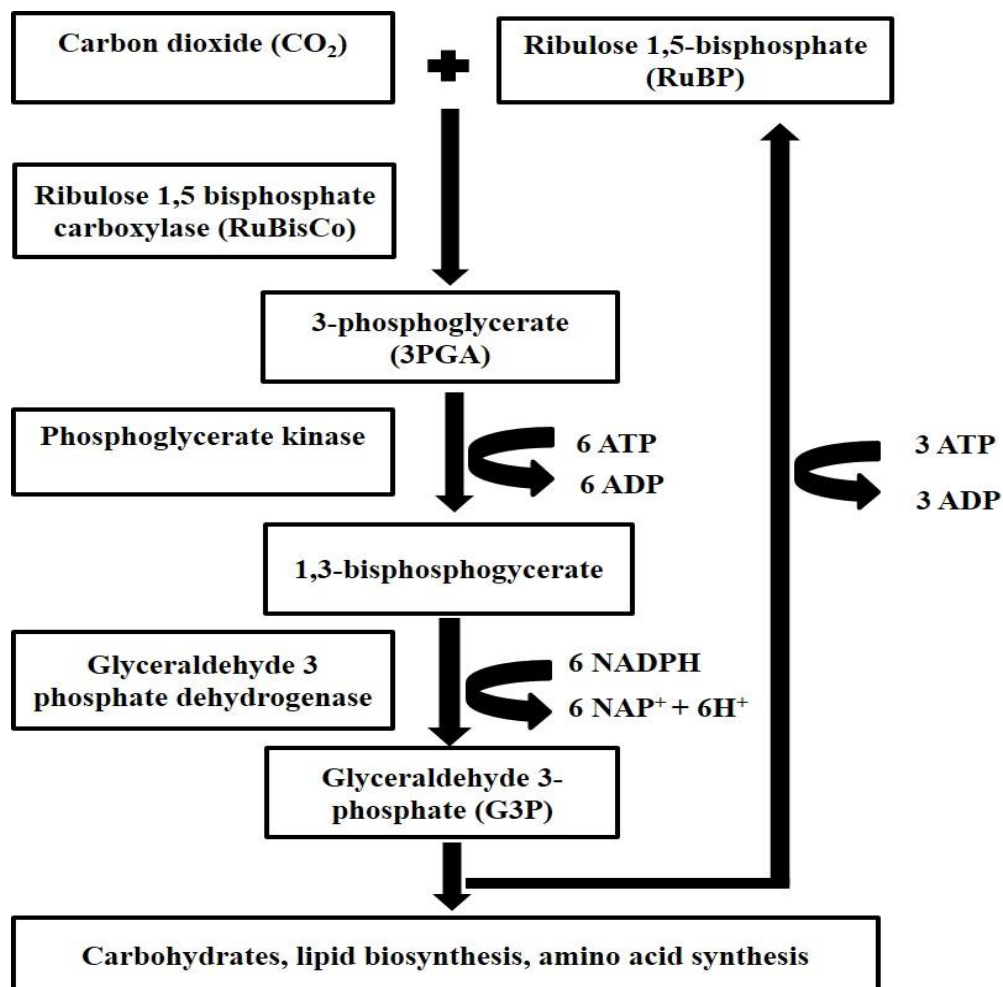 Carbon dioxide (CO₂)
Ribulose 1,5-bisphosphate
(RuBP)
Ribulose 1,5 bisphosphate
carboxylase (RuBisCo)
3-phosphoglycerate
(3PGA)
Phosphoglycerate kinase
6 ATP
6 ADP
3 ATP
3 ADP
1,3-bisphosphogycerate
Glyceraldehyde 3
phosphate dehydrogenase
6 NADPH
6 NAP⁺ + 6H⁺
Glyceraldehyde 3-
phosphate (G3P)
Carbohydrates, lipid biosynthesis, amino acid synthesis